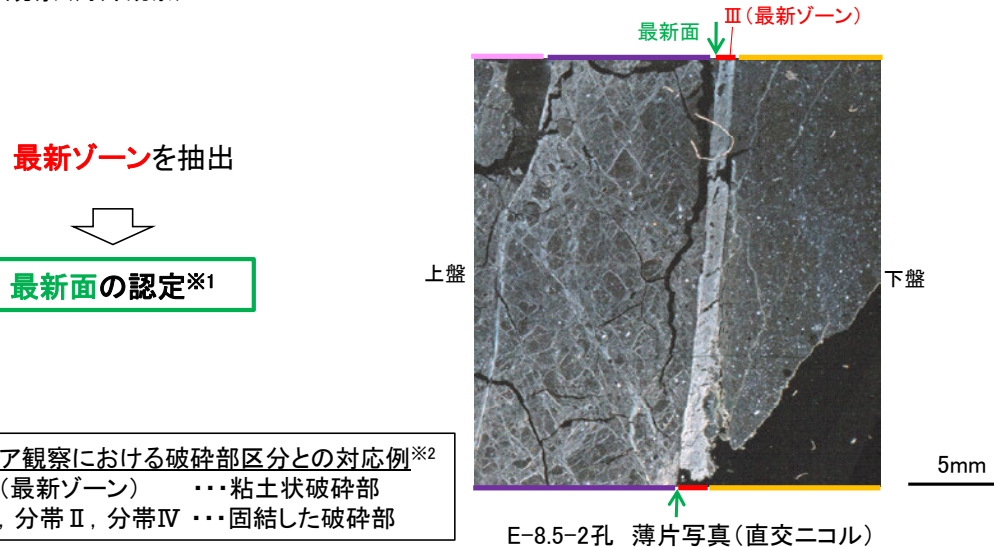 最新面
Ⅲ(最新ゾーン)
最新ゾーンを抽出
上盤
下盤
最新面の認定※1
ア観察における破砕部区分との対応例※2
(最新ゾーン) ・・・粘土状破砕部
, 分帯Ⅱ, 分帯Ⅳ ・・・固結した破砕部
5mm
E-8.5-2孔 薄片写真(直交ニコル)